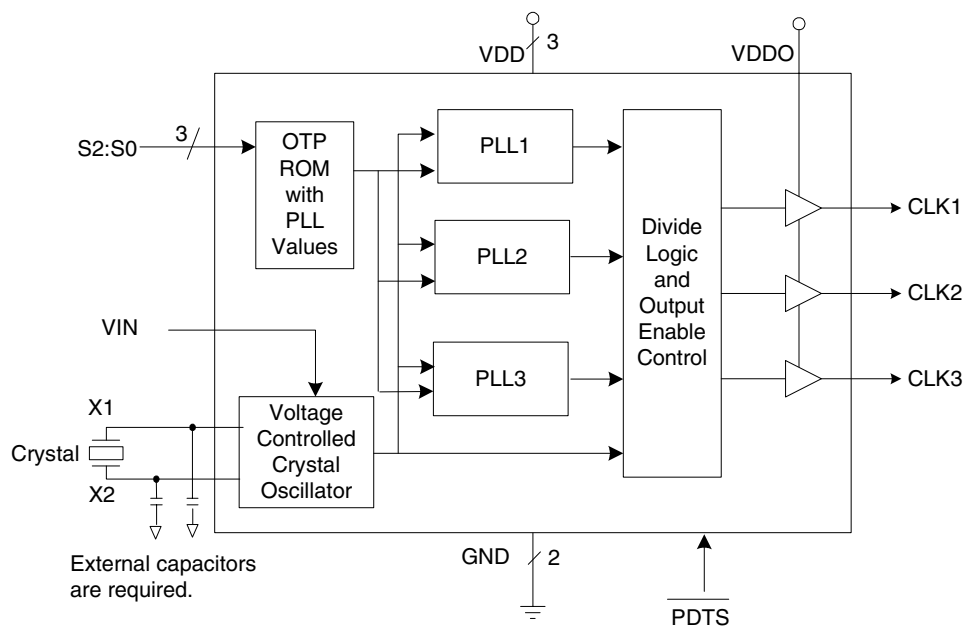 VDD
3
VDDO
S2:S0
3
OTP
ROM
with
PLL
Values
PLL1
PLL2
PLL3
Divide
Logic
and
Output
Enable
Control
CLK1
CLK2
CLK3
VIN
X1
Crystal
X2
Voltage
Controlled
Crystal
Oscillator
External capacitors
are required.
GND
2
PDTS